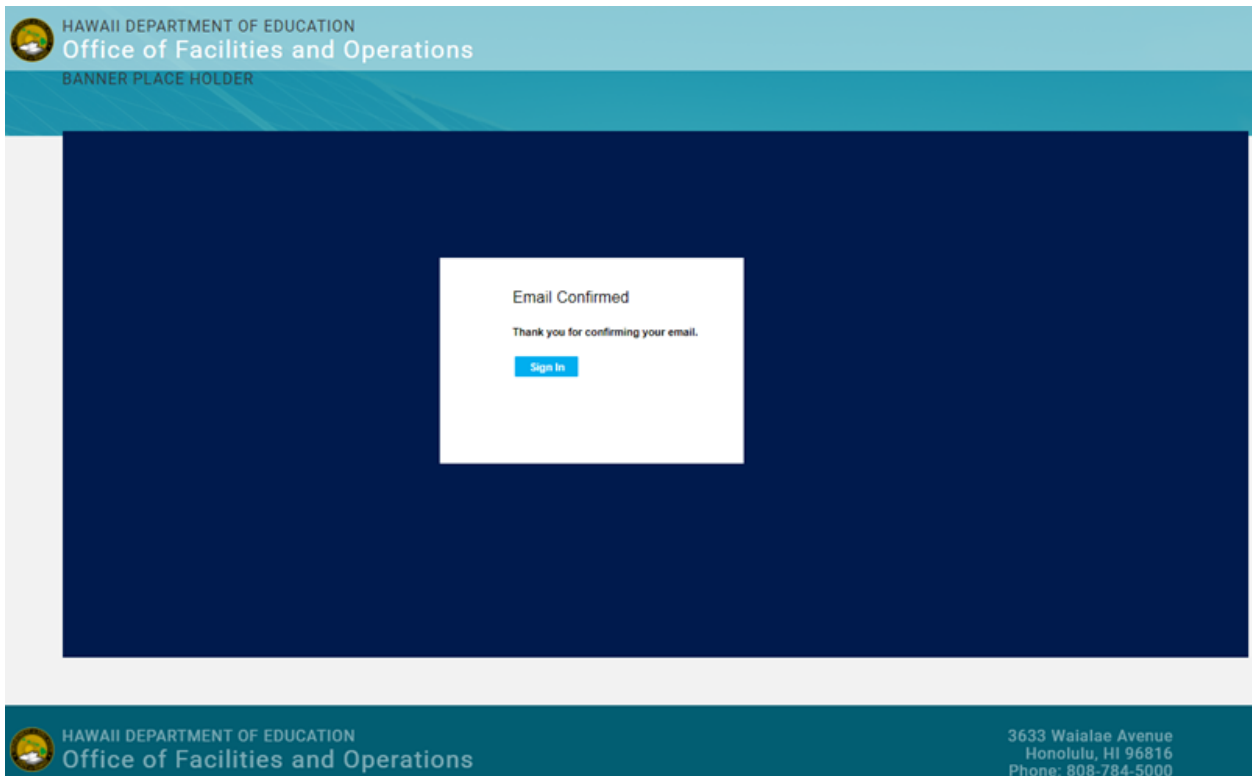 HAWAII DEPARTMENT OF EDUCATION
Office of Facilities and Operations
BANNER PLACE HOLDER
Email Confirmed
Thank you for confirming your email.
Sign In
HAWAII DEPARTMENT OF EDUCATION
Office of Facilities and Operations
3633 Waialae Avenue
Honolulu, HI 96816
Phone: 808-784-5000